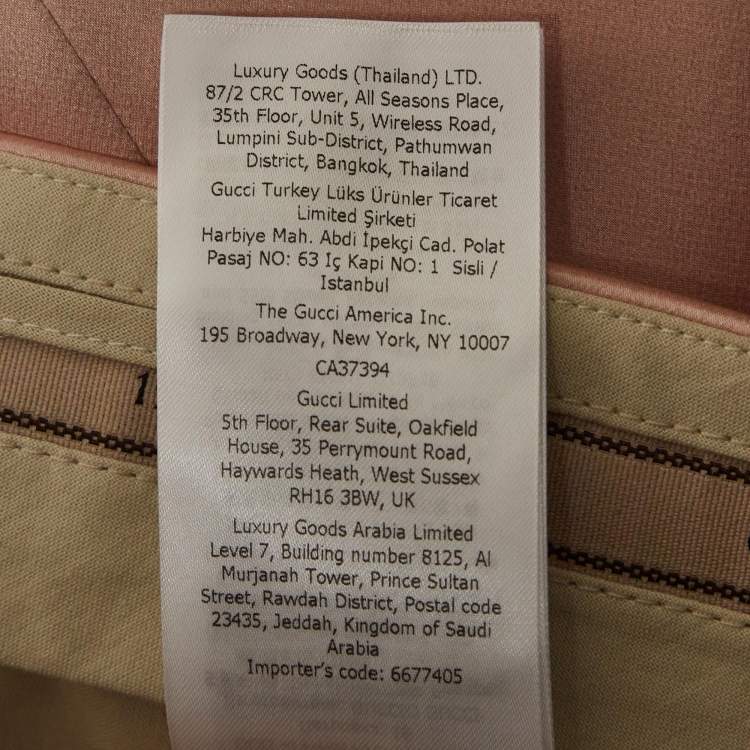 Luxury Goods (Thailand) LTD.
87/2 CRC Tower, All Seasons Place,
35th Floor, Unit 5, Wireless Road,
Lumpini Sub-District, Pathumwan
District, Bangkok, Thailand
Gucci Turkey Lüks Ürünler Ticaret
Limited Şirketi
Harbiye Mah. Abdi İpekçi Cad. Polat
Pasaj NO: 63 Iç Kapi NO: 1 Sisli /
Istanbul
The Gucci America Inc.
195 Broadway, New York, NY 10007
CA37394
Gucci Limited
5th Floor, Rear Suite, Oakfield
House, 35 Perrymount Road,
Haywards Heath, West Sussex
RH16 3BW, UK
Luxury Goods Arabia Limited
Level 7, Building number 8125, Al
Murjanah Tower, Prince Sultan
Street, Rawdah District, Postal code
23435, Jeddah, Kingdom of Saudi
Arabia
Importer's code: 6677405